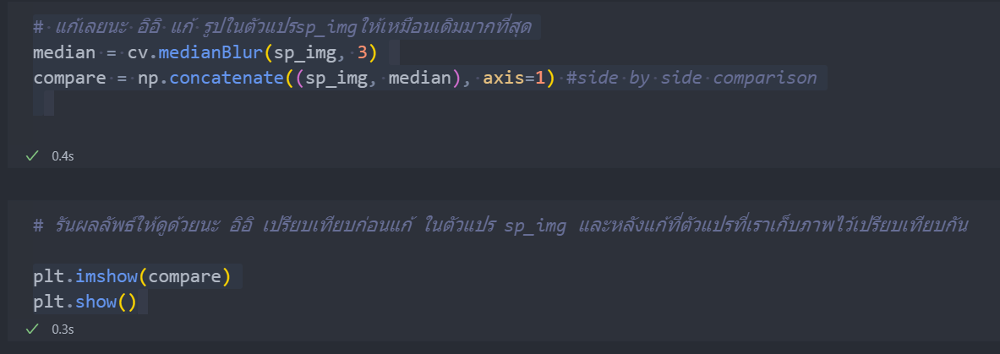 # แก้เลยนะ อิอิ แก้ รูปในตัวแปรsp_imgให้เหมือนเดิมมากที่สุด
median = cv.medianBlur(sp_img, 3)
compare = np.concatenate((sp_img, median), axis=1) #side by side comparison
0.4s
# รันผลลัพธ์ให้ดูด้วยนะ อิอิ เปรียบเทียบก่อนแก้ ในตัวแปร sp_img และหลังแก้ที่ตัวแปรที่เราเก็บภาพไว้เปรียบเทียบกัน
plt.imshow(compare)
plt.show()
0.3s